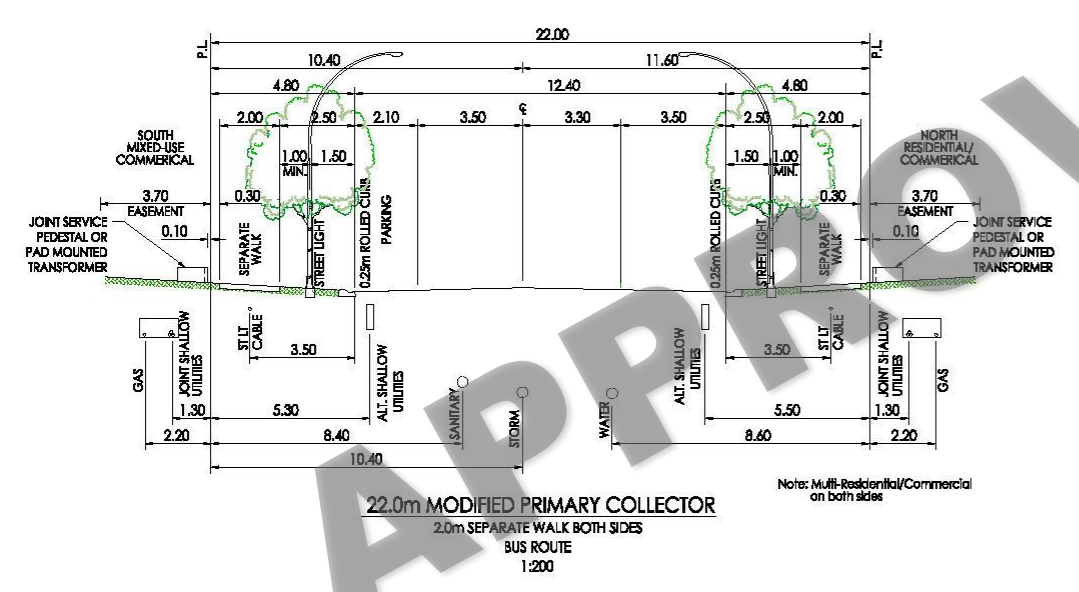 22.00
P.L.
P.L.
10.40
11.60
4.80
12.40
4.80
℄
2.00
2.50
2.10
3.50
3.30
3.50
2.50
2.00
SOUTH
MIXED-USE
COMMERICAL
NORTH
RESIDENTIAL/
COMMERICAL
1.00
MIN.
1.50
1.50
1.00
MIN.
3.70
EASEMENT
0.30
0.30
3.70
EASEMENT
JOINT SERVICE
PEDESTAL OR
PAD MOUNTED
TRANSFORMER
0.10
SEPARATE
WALK
STREET LIGHT
0.25m ROLLED CURB
PARKING
0.25m ROLLED CURB
STREET LIGHT
SEPARATE
WALK
0.10
JOINT SERVICE
PEDESTAL OR
PAD MOUNTED
TRANSFORMER
GAS
JOINT SHALLOW
UTILITIES
ST LT
CABLE
3.50
ALT. SHALLOW
UTILITIES
SANITARY
STORM
WATER
ALT. SHALLOW
UTILITIES
3.50
ST LT
CABLE
JOINT SHALLOW
UTILITIES
GAS
1.30
5.30
5.50
1.30
2.20
8.40
8.60
2.20
10.40
22.0m MODIFIED PRIMARY COLLECTOR
2.0m SEPARATE WALK BOTH SIDES
BUS ROUTE
1:200
Note: Multi-Residential/Commercial
on both sides
APPROV